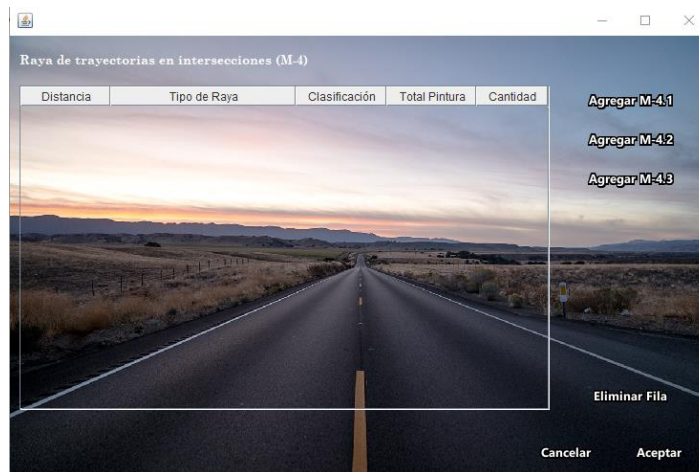 Raya de trayectorias en intersecciones (M-4)
Distancia Tipo de Raya Clasificación Total Pintura Cantidad
Agregar M-4.1
Agregar M-4.2
Agregar M-4.3
Eliminar Fila
Cancelar Aceptar